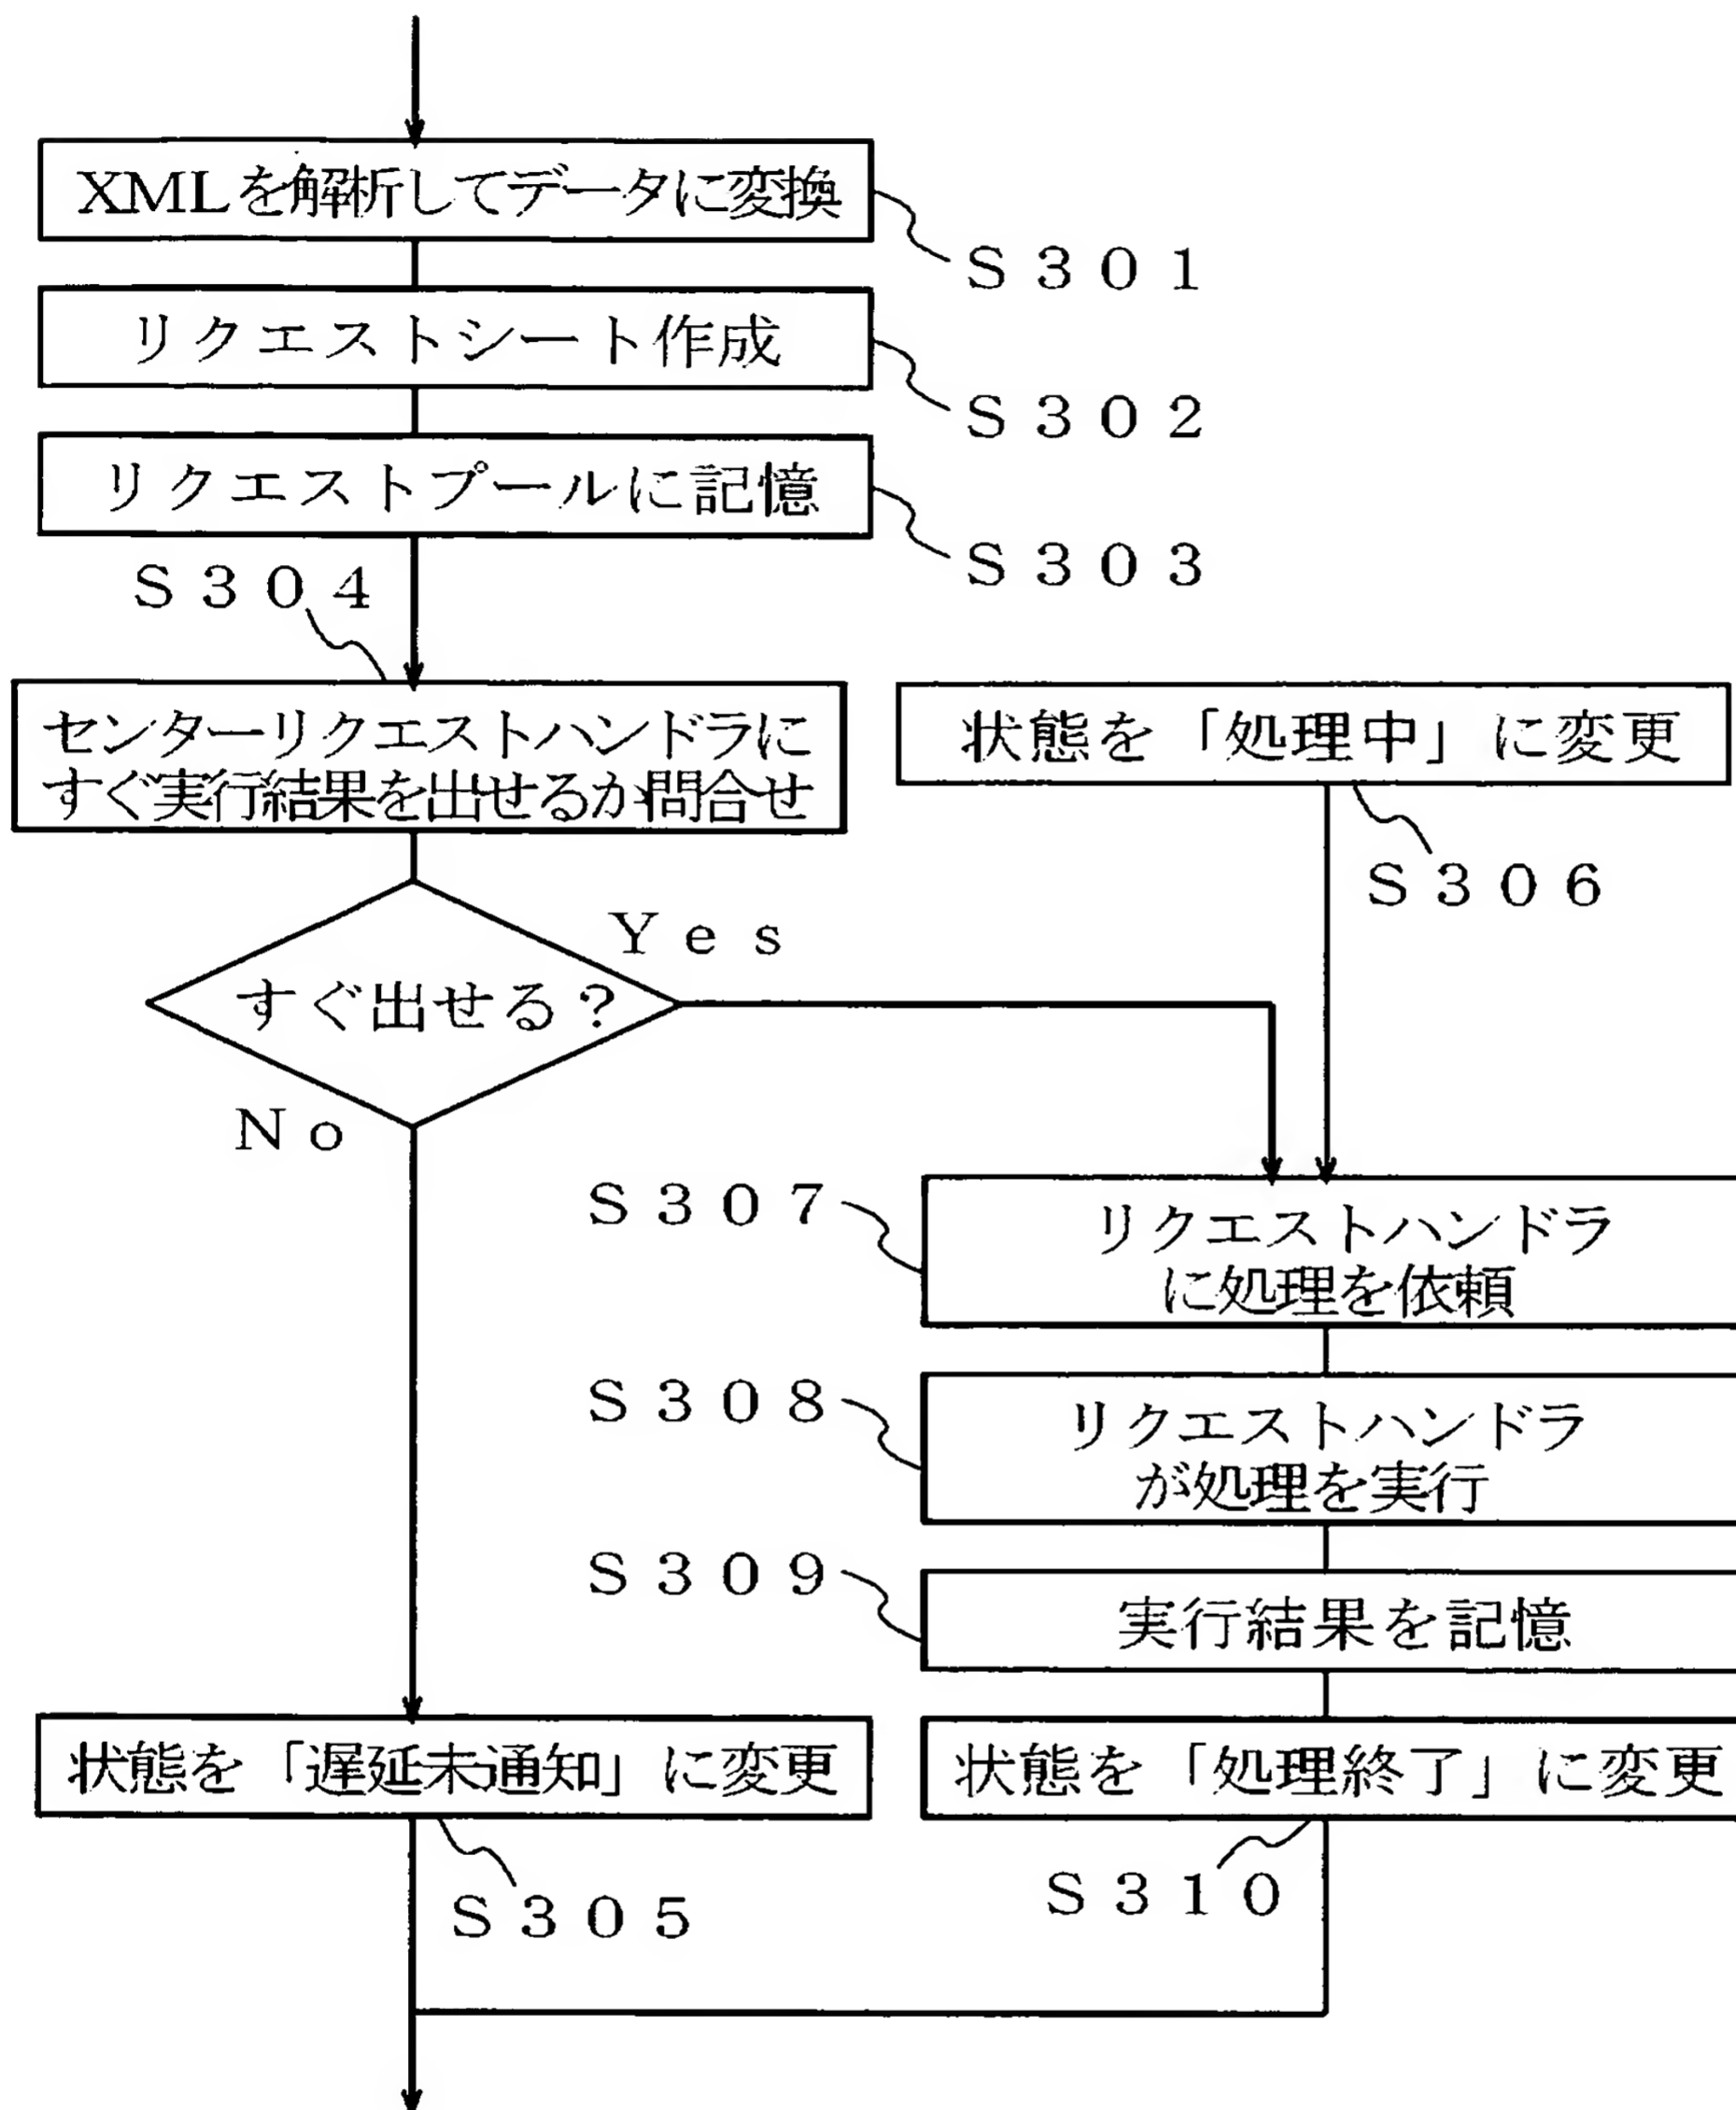 XMLを解析してデータに変換
S301
リクエストシート作成
S302
リクエストプールに記憶
S303
S304
センターリクエストハンドラに
すぐ実行結果を出せるか問合せ
状態を「処理中」に変更
S306
Yes
すぐ出せる?
No
S307
リクエストハンドラ
に処理を依頼
S308
リクエストハンドラ
が処理を実行
S309
実行結果を記憶
状態を「遅延未通知」に変更
S305
状態を「処理終了」に変更
S310